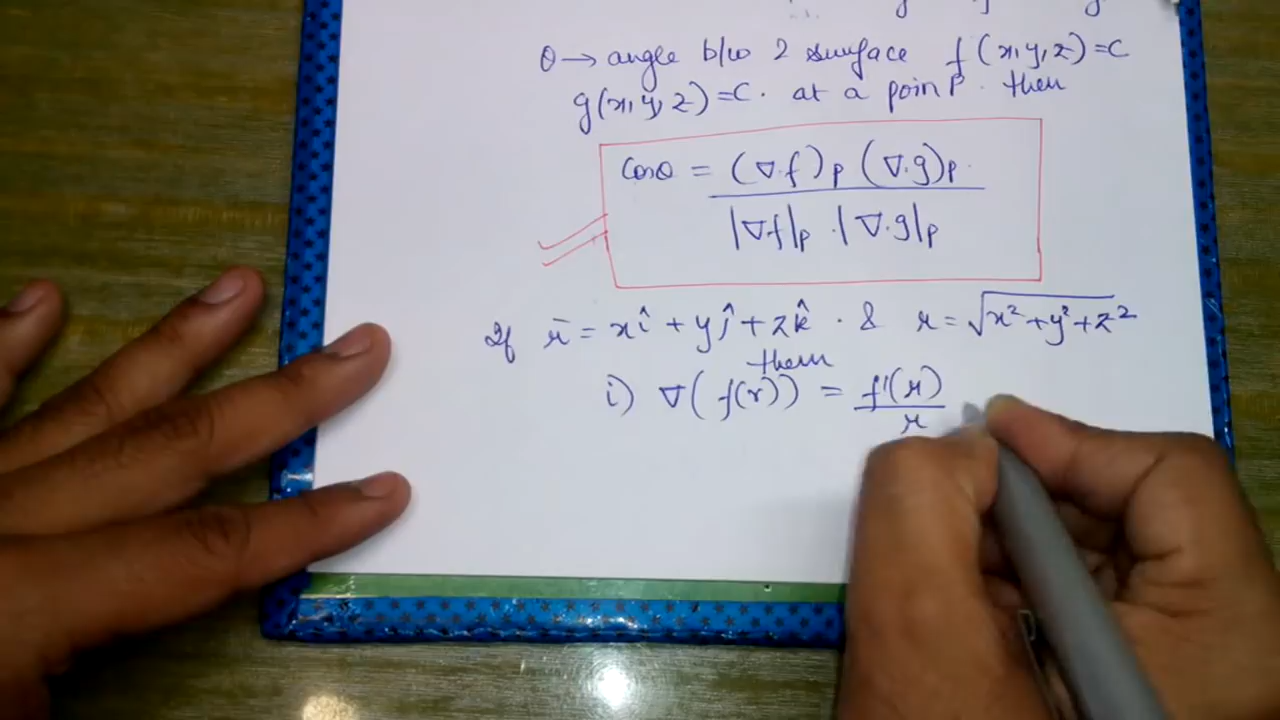 θ → angle b/w 2 surface f(x,y,z)=C
g(x,y,z)=C. at a poin P. then
cosθ = (∇.f)p (∇.g)p.
|∇f|p . |∇.g|p
If r̄ = xî + yĵ + zk̂ . & r = √x²+y²+z²
then
i) ∇(f(r)) = f'(r)
r